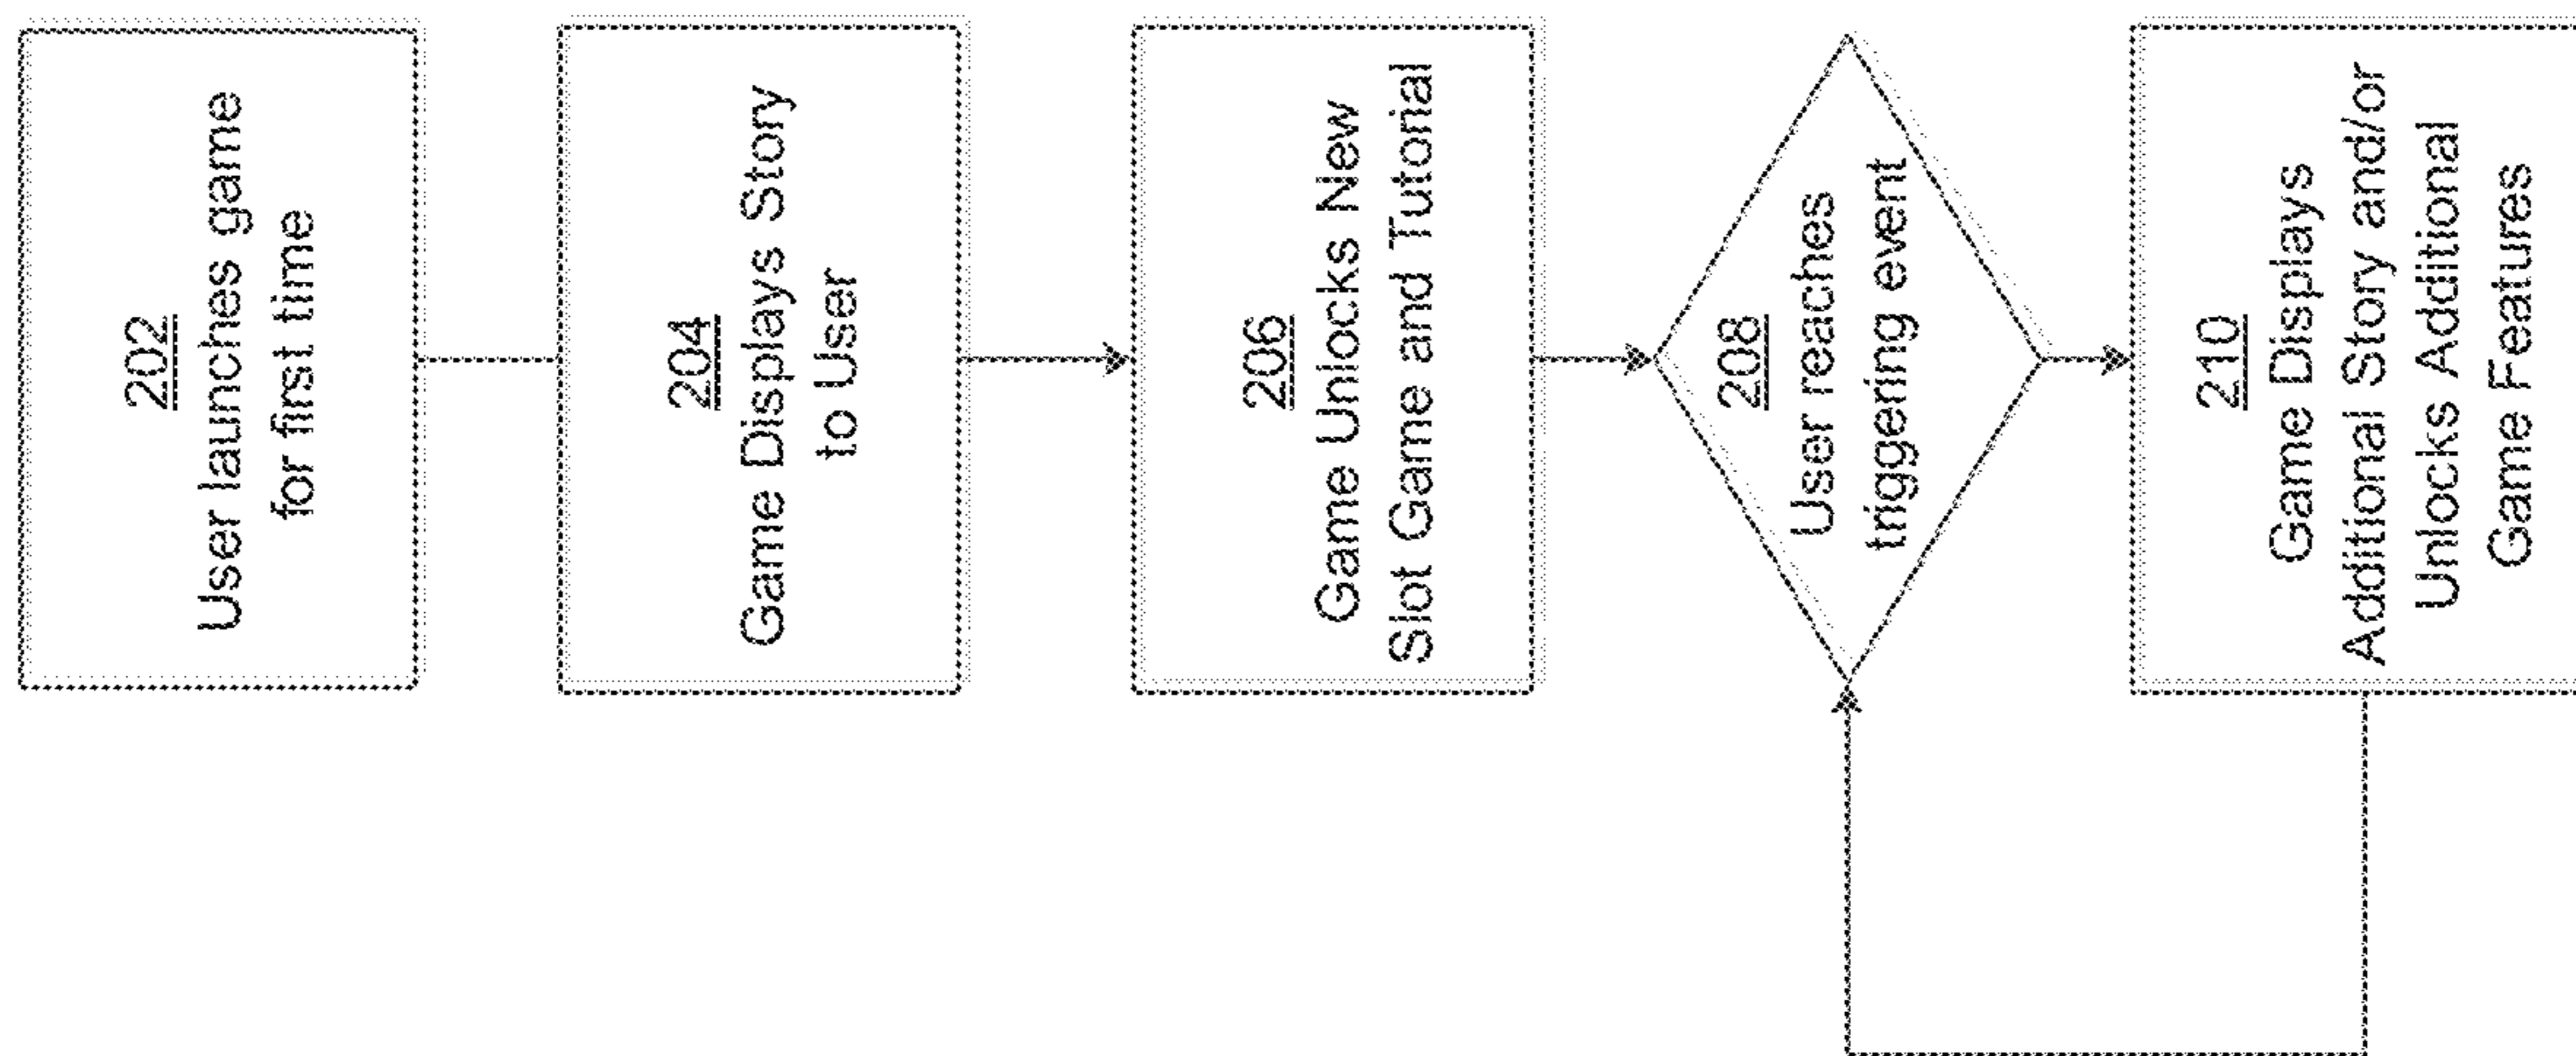 202
User launches game
for first time
204
Game Displays Story
to User
206
Game Unlocks New
Slot Game and Tutorial
208
User reaches
triggering event
210
Game Displays
Additional Story and/or
Unlocks Additional
Game Features